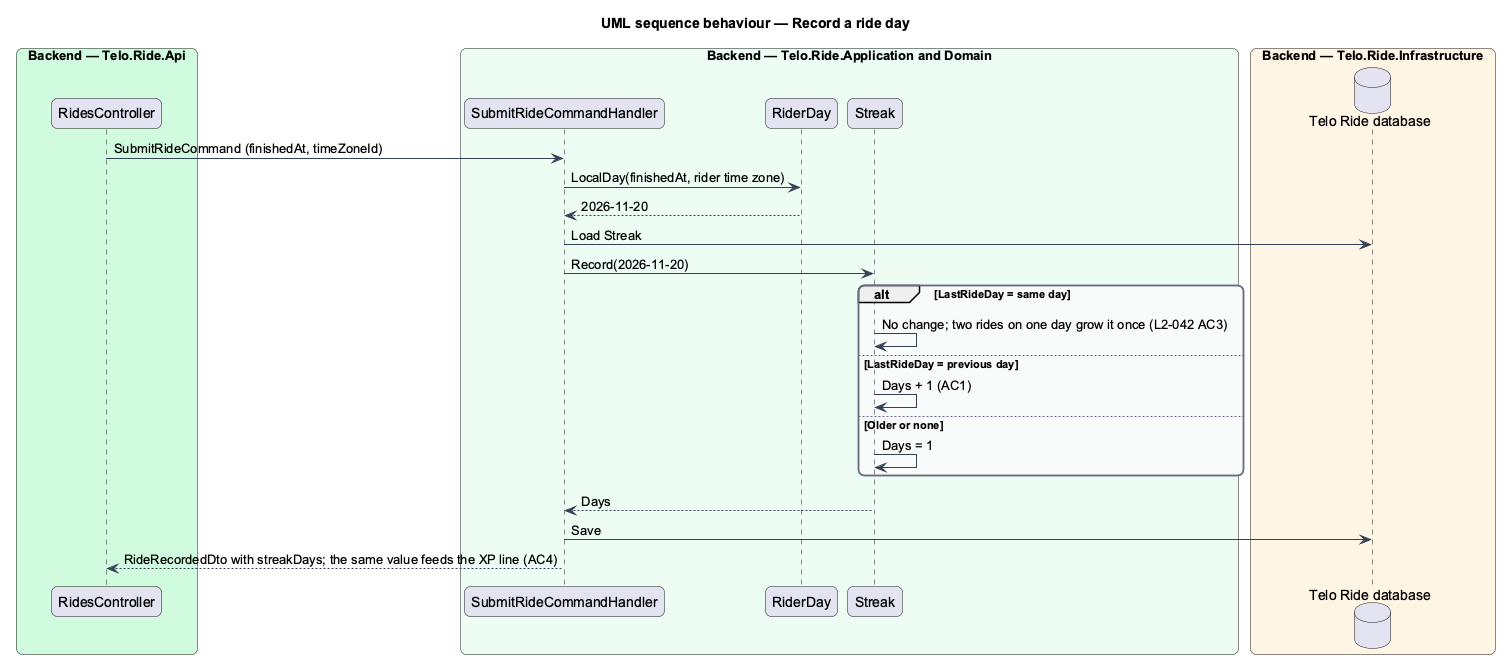 UML sequence behaviour — Record a ride day
Backend — Telo.Ride.Api
Backend — Telo.Ride.Application and Domain
Backend — Telo.Ride.Infrastructure
RidesController
SubmitRideCommandHandler
RiderDay
Streak
Telo Ride database
SubmitRideCommand (finishedAt, timeZoneId)
LocalDay(finishedAt, rider time zone)
2026-11-20
Load Streak
Record(2026-11-20)
alt
[LastRideDay = same day]
No change; two rides on one day grow it once (L2-042 AC3)
[LastRideDay = previous day]
Days + 1 (AC1)
[Older or none]
Days = 1
Days
Save
RideRecordedDto with streakDays; the same value feeds the XP line (AC4)
RidesController
SubmitRideCommandHandler
RiderDay
Streak
Telo Ride database